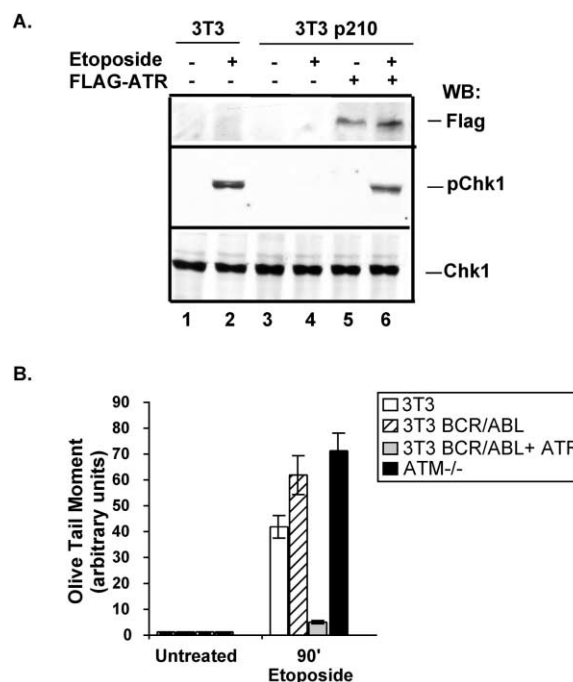 A.
3T3 3T3 p210
Etoposide - + - + - +
FLAG-ATR - - - - + +
WB:
Flag
pChk1
Chk1
1 2 3 4 5 6
B.
Olive Tail Moment
(arbitrary units)
90
80
70
60
50
40
30
20
10
0
Untreated 90'
Etoposide
3T3
3T3 BCR/ABL
3T3 BCR/ABL+ ATR
ATM-/-